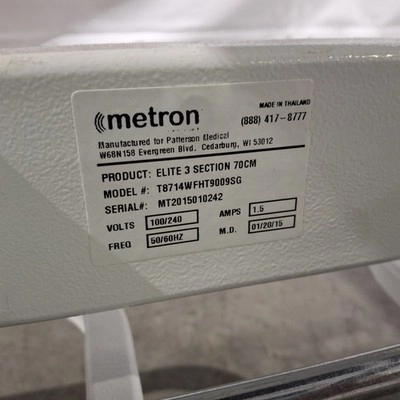 metron
MADE IN THAILAND
(888) 417-8777
Manufactured for Patterson Medical
W68N158 Evergreen Blvd. Cedarburg, WI 53012
PRODUCT: ELITE 3 SECTION 70CM
MODEL #: T8714WFHT9009SG
SERIAL#: MT2015010242
VOLTS 100/240 AMPS 1.5
FREQ 50/60HZ M.D. 01/20/15